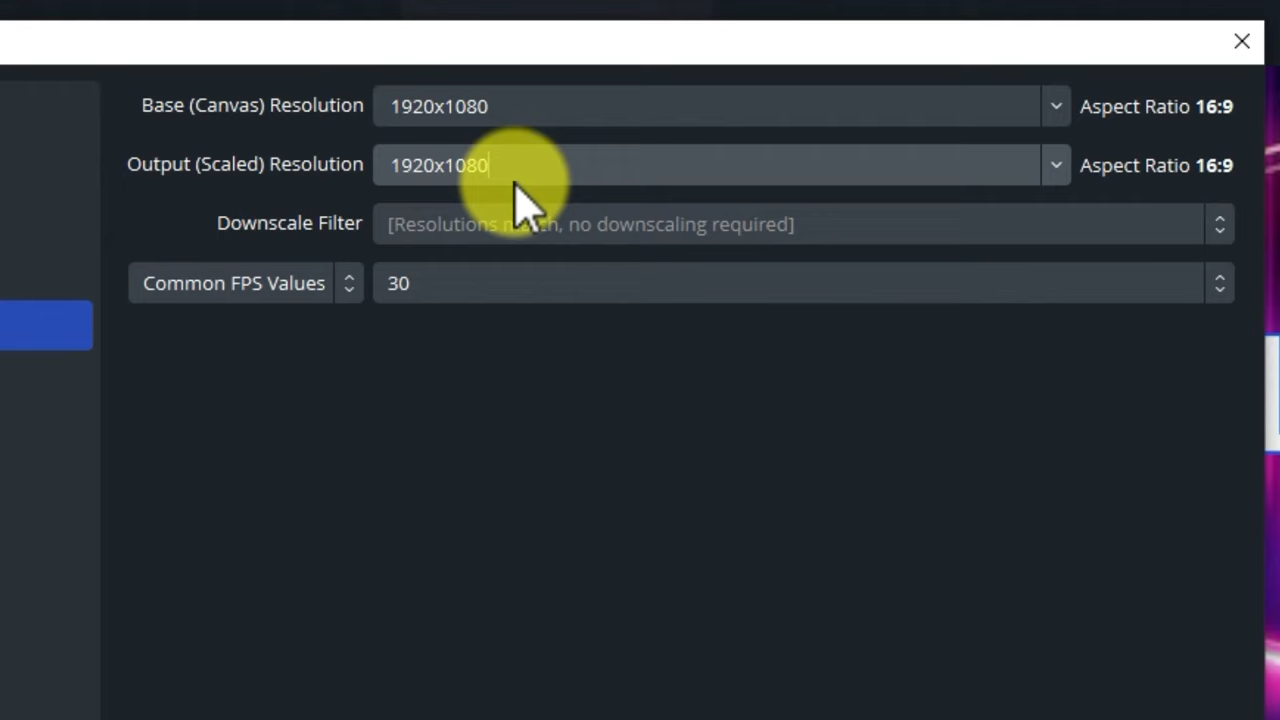 Base (Canvas) Resolution 1920x1080 Aspect Ratio 16:9
Output (Scaled) Resolution 1920x1080 Aspect Ratio 16:9
Downscale Filter [Resolutions match, no downscaling required]
Common FPS Values 30